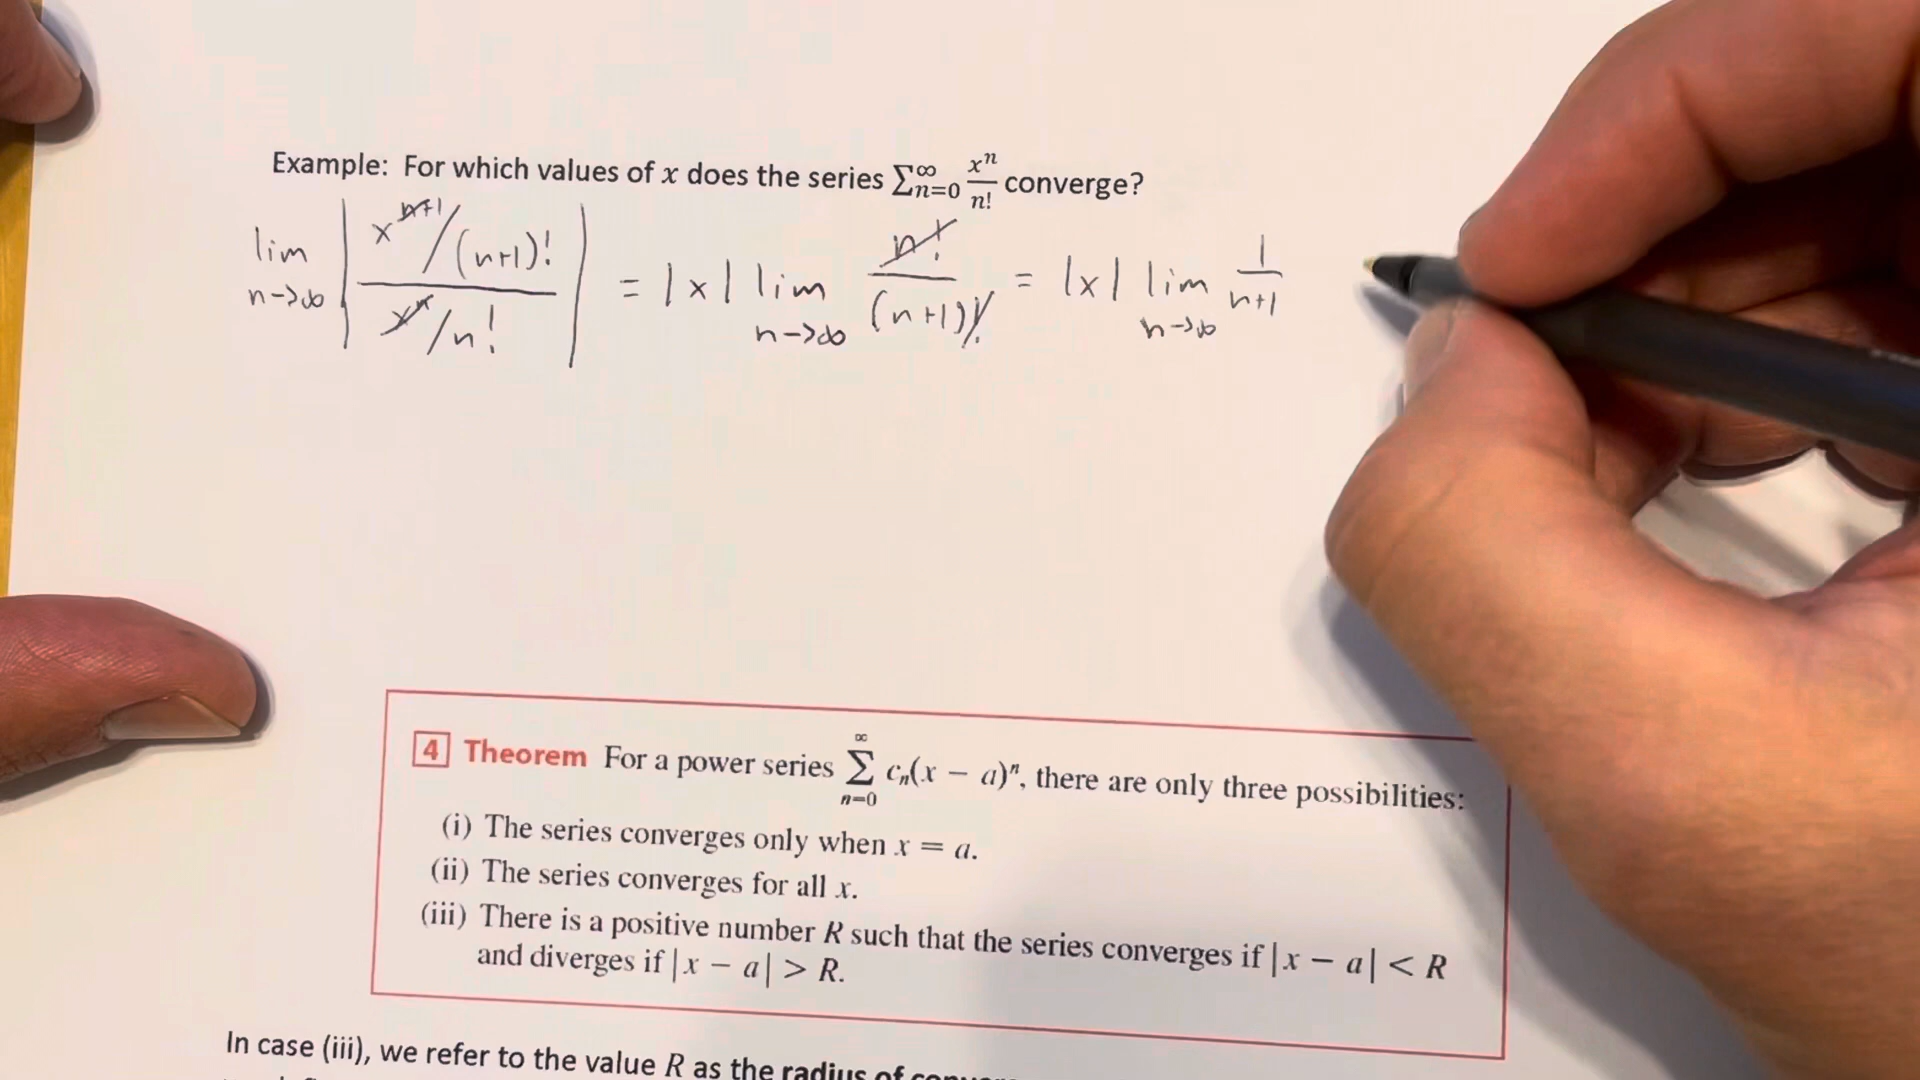 Example: For which values of x does the series ∑_{n=0}^{∞} x^n/n! converge?
lim_{n→∞} | (x^{n+1}/(n+1)!) / (x^n/n!) | = |x| lim_{n→∞} n!/(n+1)! = |x| lim_{n→∞} 1/(n+1)
4 Theorem For a power series ∑_{n=0}^{∞} c_n(x − a)^n, there are only three possibilities:
(i) The series converges only when x = a.
(ii) The series converges for all x.
(iii) There is a positive number R such that the series converges if |x − a| < R
and diverges if |x − a| > R.
In case (iii), we refer to the value R as the radius of